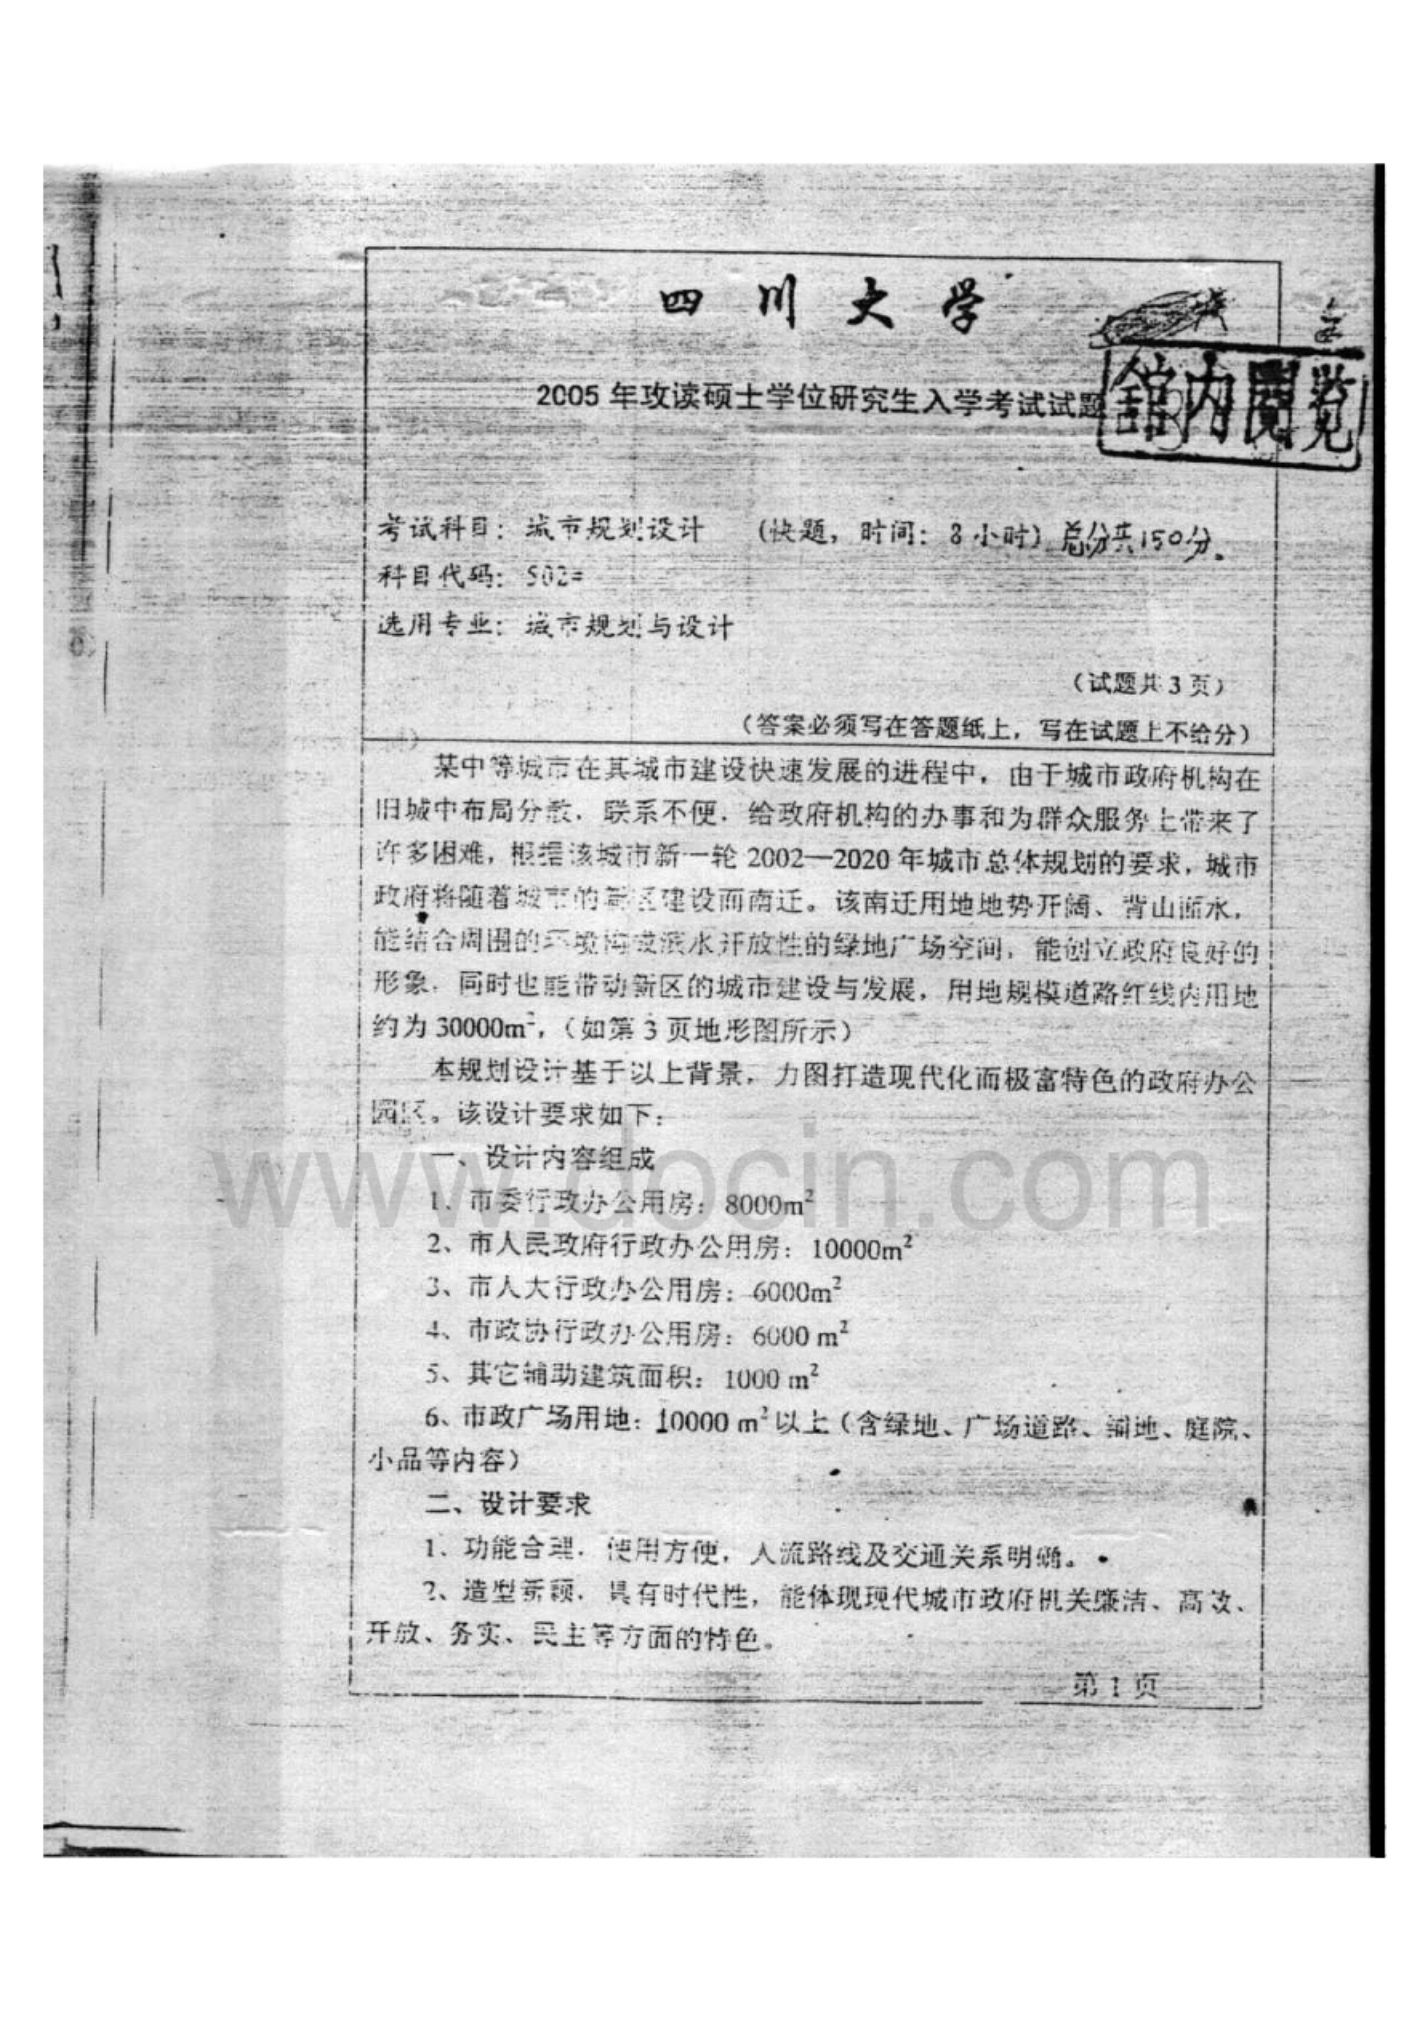 四川大学
2005年攻读硕士学位研究生入学考试试题
館内閲覧
考试科目：城市规划设计 （快题，时间：8小时）总分共150分。
科目代码：502#
选用专业：城市规划与设计
（试题共3页）
（答案必须写在答题纸上，写在试题上不给分）
某中等城市在其城市建设快速发展的进程中，由于城市政府机构在
旧城中布局分散，联系不便，给政府机构的办事和为群众服务上带来了
许多困难，根据该城市新一轮2002—2020年城市总体规划的要求，城市
政府将随着城市的新区建设而南迁。该南迁用地地势开阔、背山面水，
能结合周围的环境构成滨水开放性的绿地广场空间，能创立政府良好的
形象，同时也能带动新区的城市建设与发展，用地规模道路红线内用地
约为30000m²，（如第3页地形图所示）
本规划设计基于以上背景，力图打造现代化而极富特色的政府办公
园区。该设计要求如下：
一、设计内容组成
1、市委行政办公用房：8000m²
2、市人民政府行政办公用房：10000m²
3、市人大行政办公用房：6000m²
4、市政协行政办公用房：6000 m²
5、其它辅助建筑面积：1000 m²
6、市政广场用地：10000 m²以上（含绿地、广场道路、铺地、庭院、
小品等内容）
二、设计要求
1、功能合理，使用方便，人流路线及交通关系明确。
2、造型新颖，具有时代性，能体现现代城市政府机关廉洁、高效、
开放、务实、民主等方面的特色。
第1页
www.docin.com